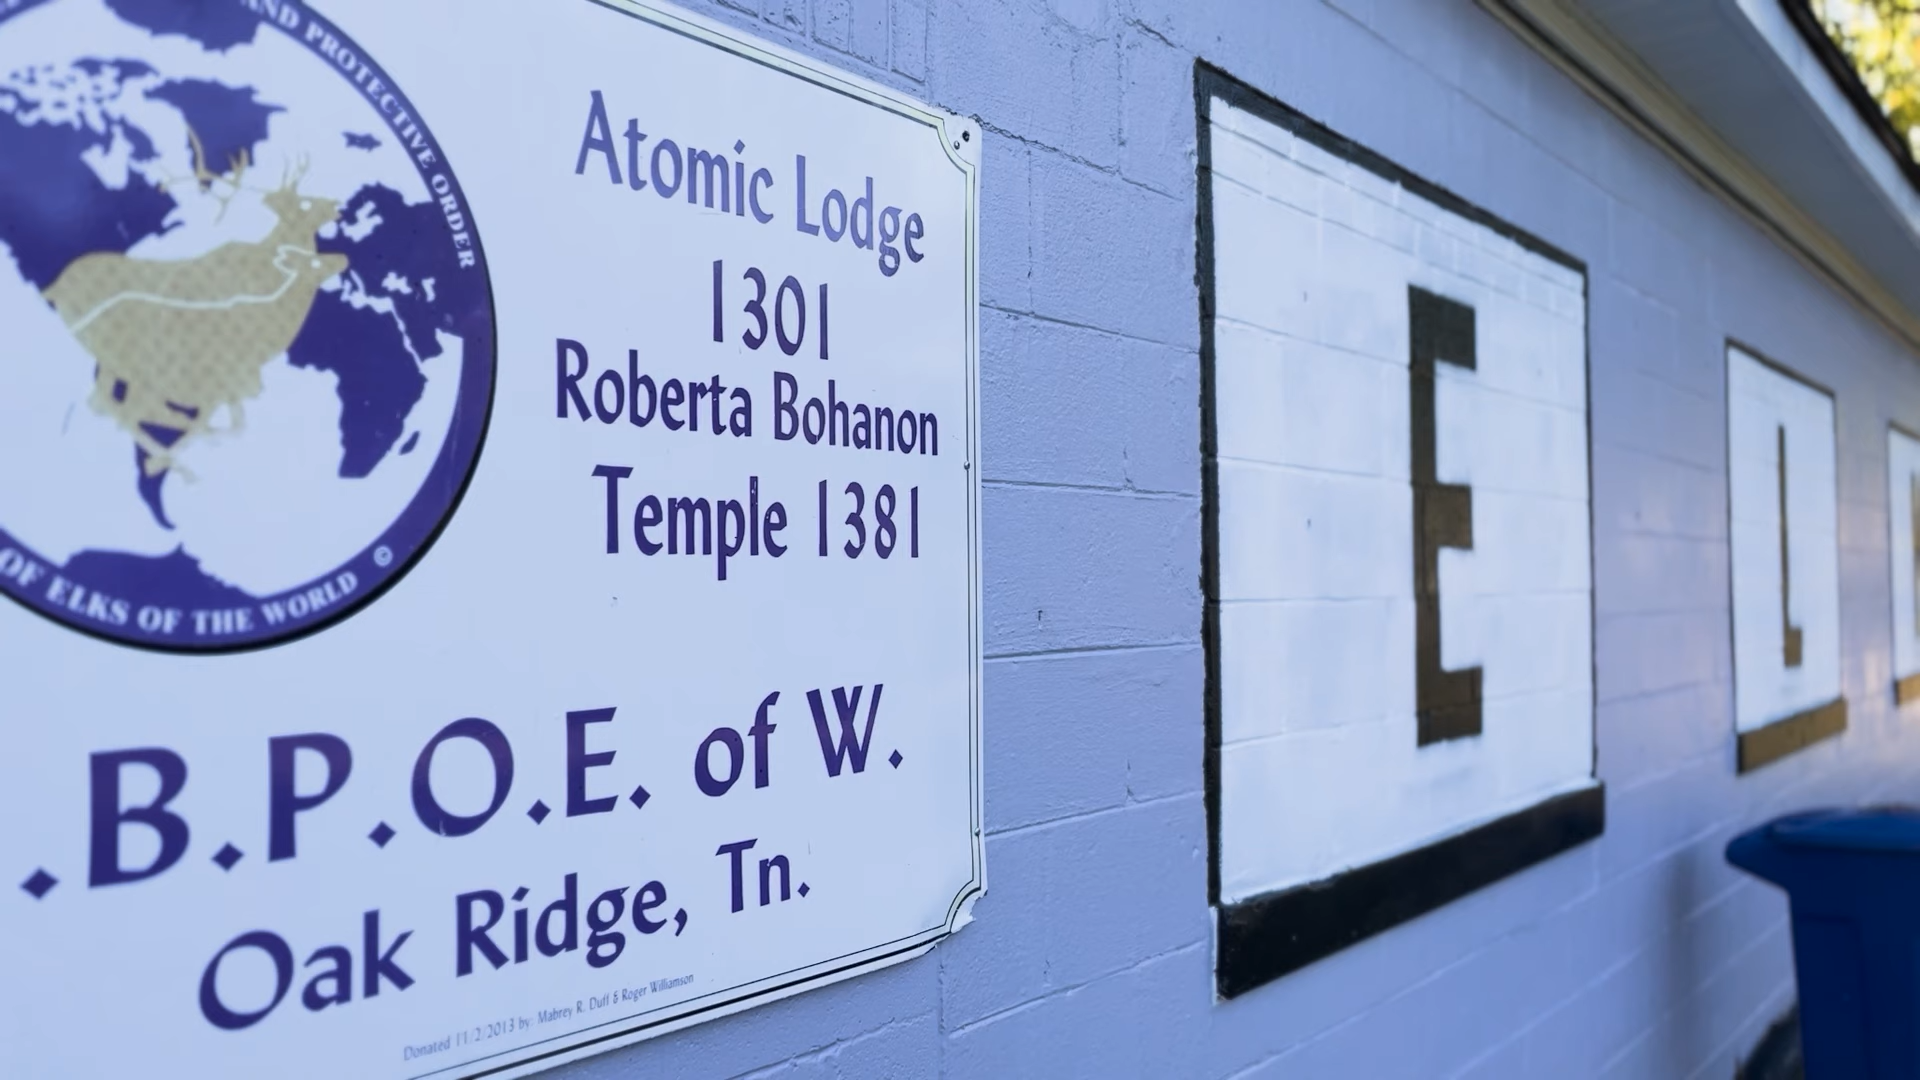 AND PROTECTIVE ORDER
OF ELKS OF THE WORLD ©
Atomic Lodge
1301
Roberta Bohanon
Temple 1381
.B.P.O.E. of W.
Oak Ridge, Tn.
Donated 11/2/2013 by: Mabrey R. Duff & Roger Williamson
E
L